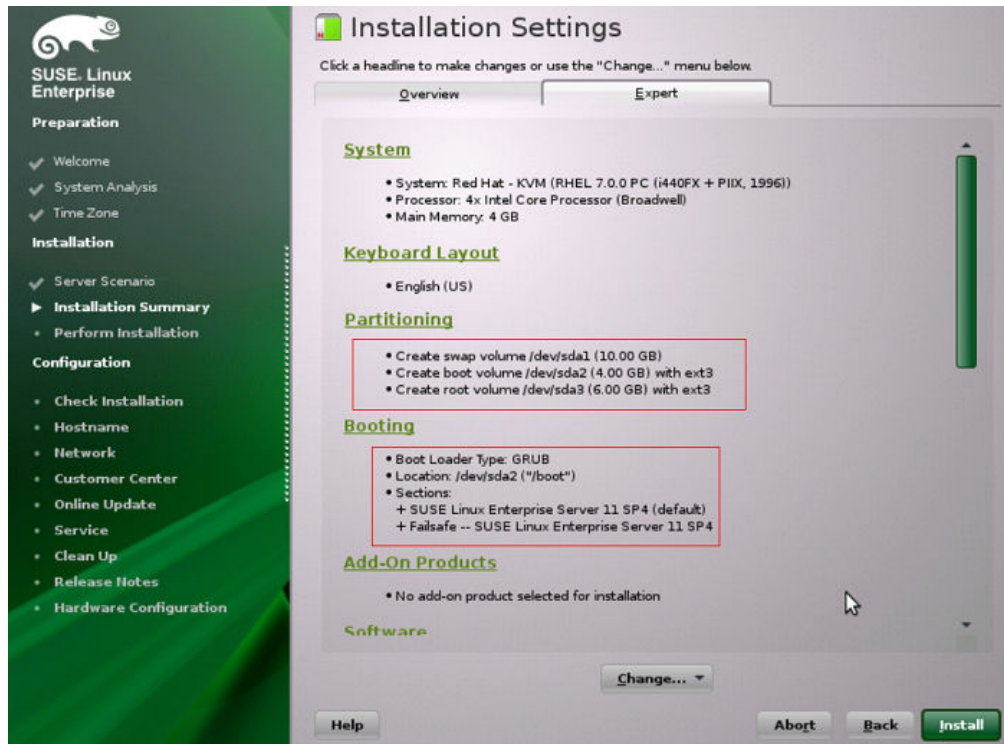 SUSE. Linux
Enterprise
Preparation
Welcome
System Analysis
Time Zone
Installation
Server Scenario
Installation Summary
Perform Installation
Configuration
Check Installation
Hostname
Network
Customer Center
Online Update
Service
Clean Up
Release Notes
Hardware Configuration
Installation Settings
Click a headline to make changes or use the "Change..." menu below.
Overview
Expert
System
• System: Red Hat - KVM (RHEL 7.0.0 PC (i440FX + PIIX, 1996))
• Processor: 4x Intel Core Processor (Broadwell)
• Main Memory: 4 GB
Keyboard Layout
• English (US)
Partitioning
• Create swap volume /dev/sda1 (10.00 GB)
• Create boot volume /dev/sda2 (4.00 GB) with ext3
• Create root volume /dev/sda3 (6.00 GB) with ext3
Booting
• Boot Loader Type: GRUB
• Location: /dev/sda2 ("/boot")
• Sections:
+ SUSE Linux Enterprise Server 11 SP4 (default)
+ Failsafe -- SUSE Linux Enterprise Server 11 SP4
Add-On Products
• No add-on product selected for installation
Software
Change...
Help
Abort
Back
Install